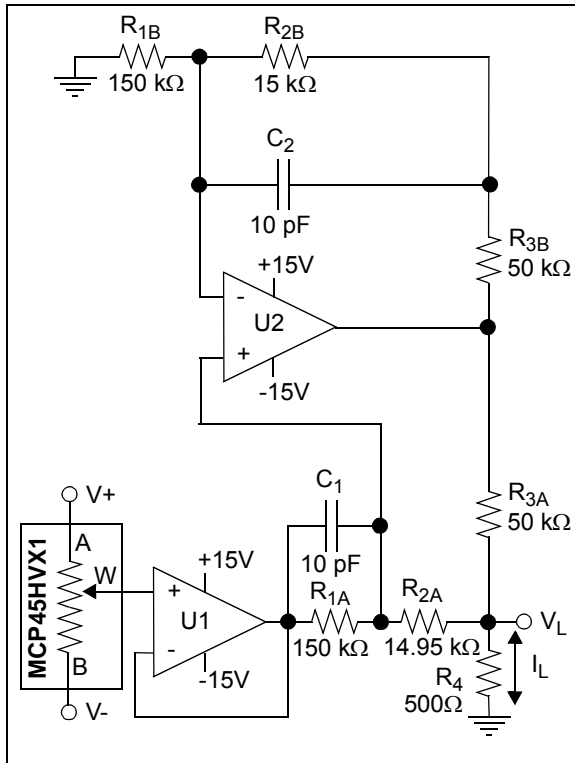 R1B
150 kΩ
R2B
15 kΩ
C2
10 pF
R3B
50 kΩ
+15V
-
U2
+
-15V
R3A
50 kΩ
C1
10 pF
V+
MCP45HVX1
A
W
B
V-
+15V
+
U1
-
-15V
R1A
150 kΩ
R2A
14.95 kΩ
VL
IL
R4
500Ω